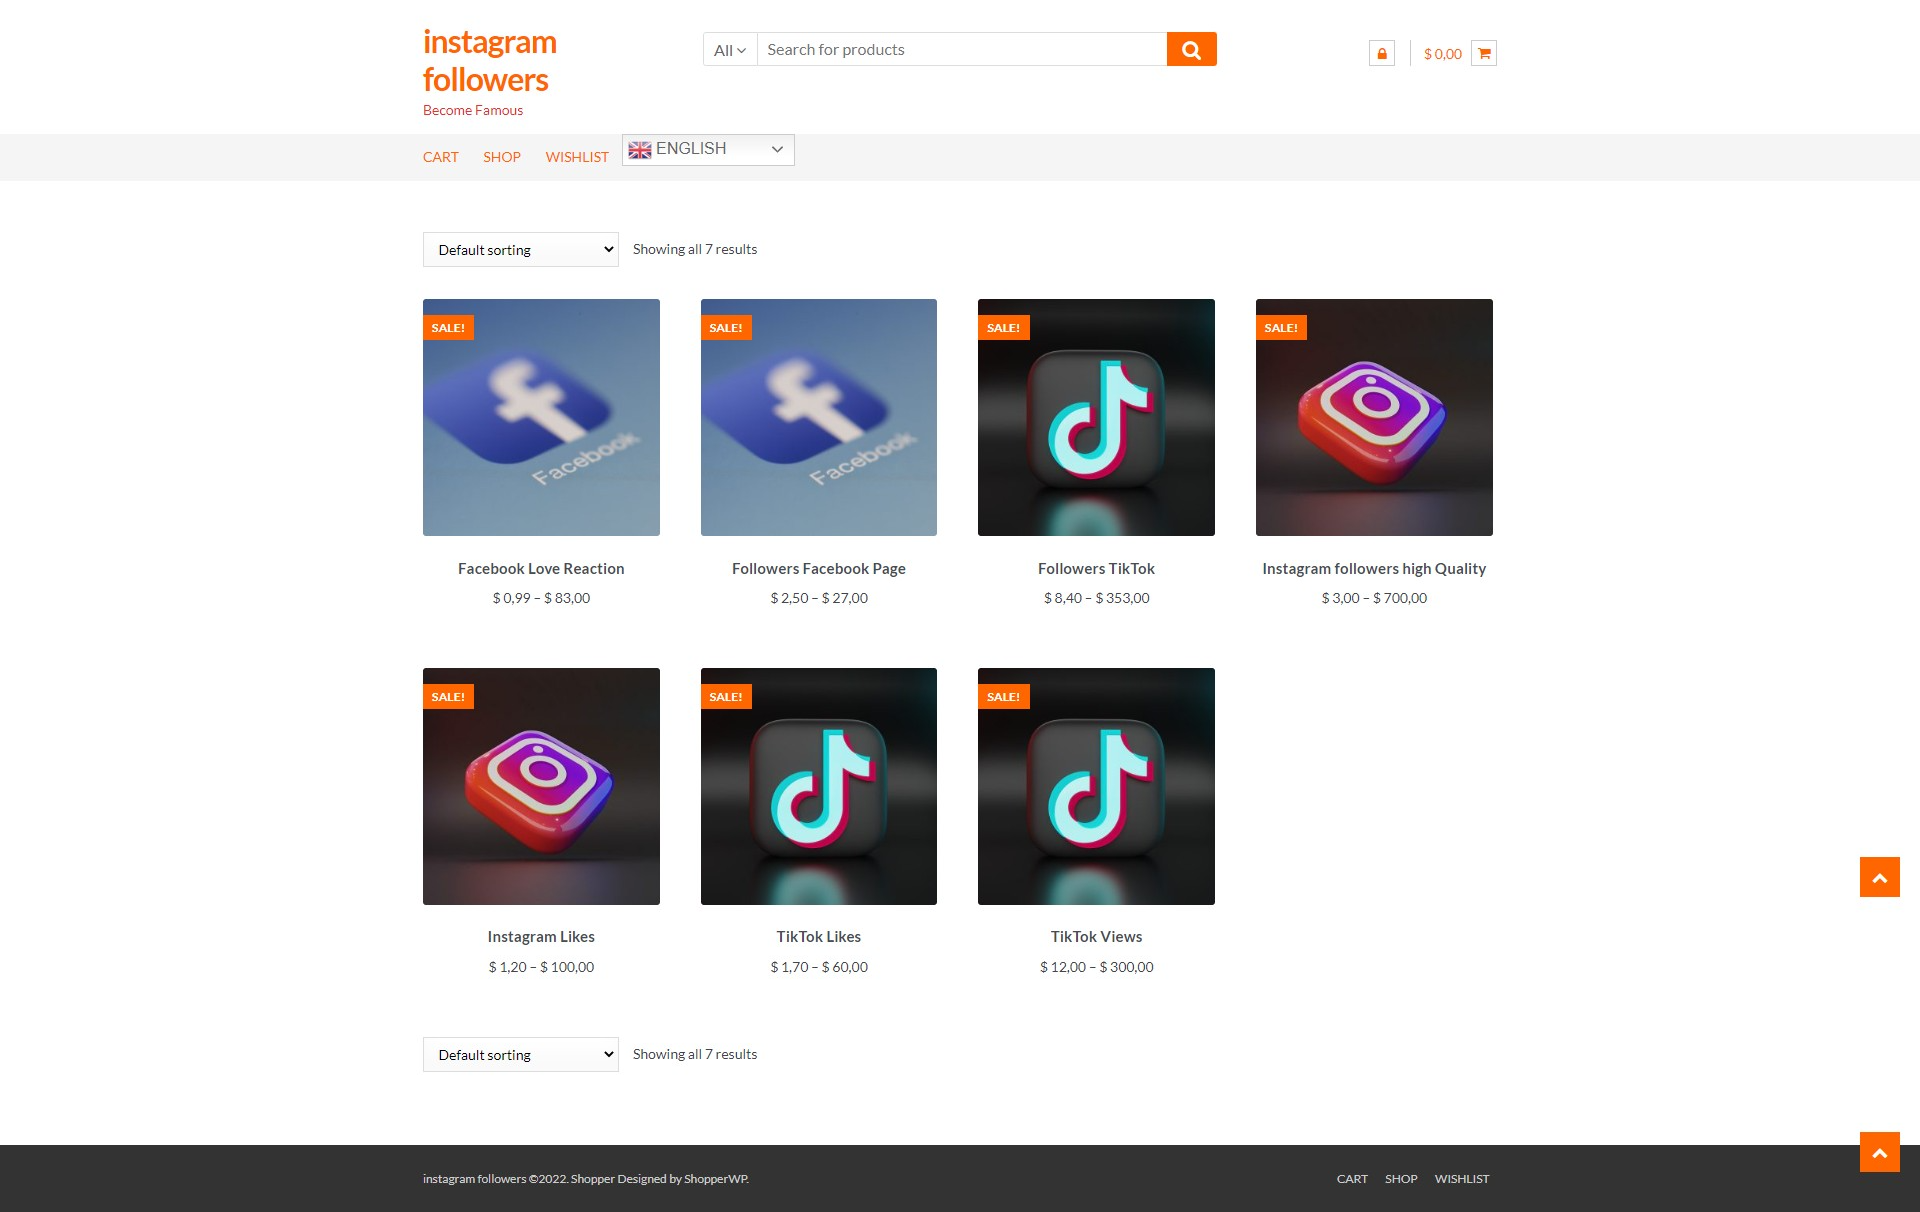 instagram
followers
Become Famous
All
Search for products
$ 0,00
CART
SHOP
WISHLIST
ENGLISH
Default sorting
Showing all 7 results
SALE!
Facebook
Facebook Love Reaction
$ 0,99 – $ 83,00
SALE!
Facebook
Followers Facebook Page
$ 2,50 – $ 27,00
SALE!
Followers TikTok
$ 8,40 – $ 353,00
SALE!
Instagram followers high Quality
$ 3,00 – $ 700,00
SALE!
Instagram Likes
$ 1,20 – $ 100,00
SALE!
TikTok Likes
$ 1,70 – $ 60,00
SALE!
TikTok Views
$ 12,00 – $ 300,00
Default sorting
Showing all 7 results
instagram followers ©2022. Shopper Designed by ShopperWP.
CART
SHOP
WISHLIST